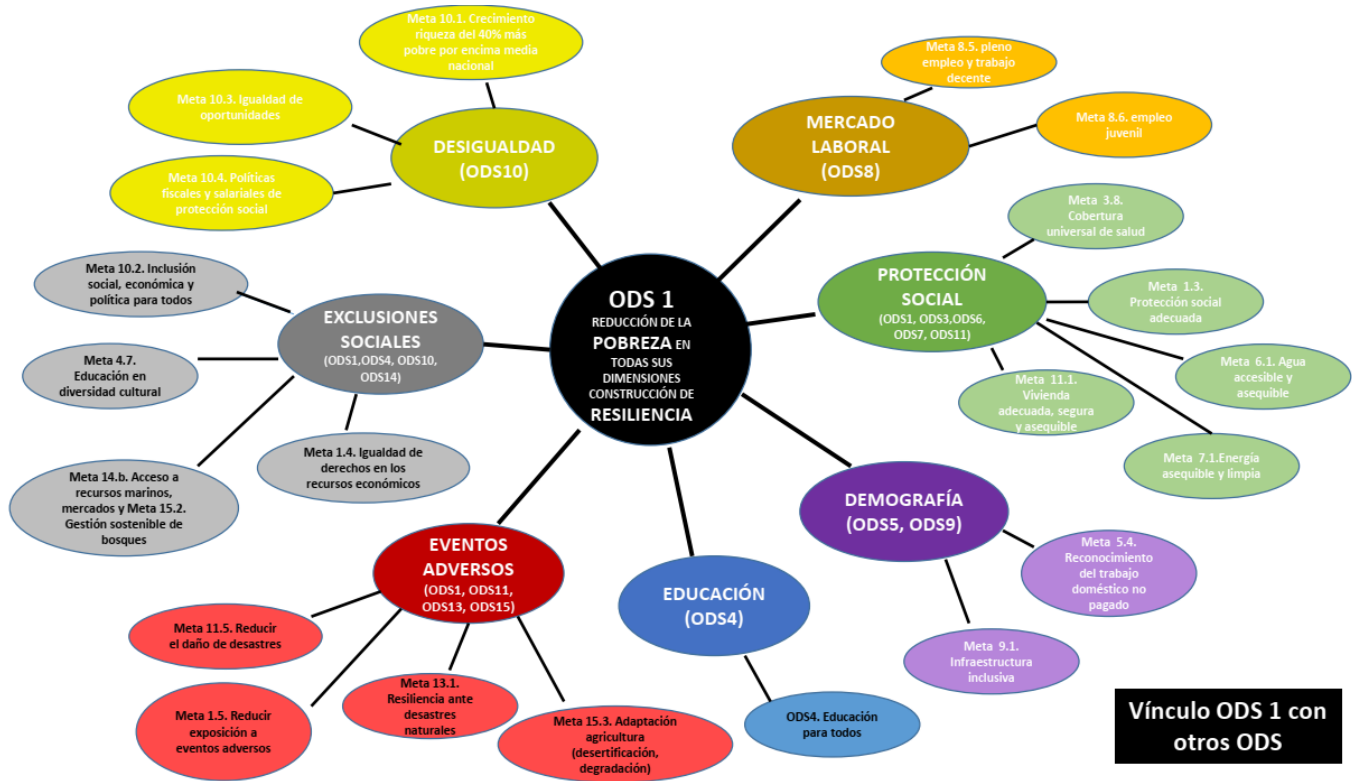 Meta 10.1. Crecimiento
riqueza del 40% más
pobre por encima media
nacional
Meta 10.3. Igualdad de
oportunidades
Meta 10.4. Políticas
fiscales y salariales de
protección social
DESIGUALDAD
(ODS10)
MERCADO
LABORAL
(ODS8)
Meta 8.5. pleno
empleo y trabajo
decente
Meta 8.6. empleo
juvenil
Meta 3.8.
Cobertura
universal de salud
PROTECCIÓN
SOCIAL
(ODS1, ODS3,ODS6,
ODS7, ODS11)
Meta 1.3.
Protección social
adecuada
Meta 6.1. Agua
accesible y
asequible
Meta 11.1.
Vivienda
adecuada, segura
y asequible
Meta 7.1.Energía
asequible y limpia
ODS 1
REDUCCIÓN DE LA
POBREZA EN
TODAS SUS
DIMENSIONES
CONSTRUCCIÓN DE
RESILIENCIA
Meta 10.2. Inclusión
social, económica y
política para todos
EXCLUSIONES
SOCIALES
(ODS1,ODS4, ODS10,
ODS14)
Meta 4.7.
Educación en
diversidad cultural
Meta 1.4. Igualdad de
derechos en los
recursos económicos
Meta 14.b. Acceso a
recursos marinos,
mercados y Meta 15.2.
Gestión sostenible de
bosques
DEMOGRAFÍA
(ODS5, ODS9)
Meta 5.4.
Reconocimiento
del trabajo
doméstico no
pagado
Meta 9.1.
Infraestructura
inclusiva
EVENTOS
ADVERSOS
(ODS1, ODS11,
ODS13, ODS15)
EDUCACIÓN
(ODS4)
Meta 11.5. Reducir
el daño de desastres
Meta 1.5. Reducir
exposición a
eventos adversos
Meta 13.1.
Resiliencia ante
desastres
naturales
Meta 15.3. Adaptación
agricultura
(desertificación,
degradación)
ODS4. Educación
para todos
Vínculo ODS 1 con
otros ODS